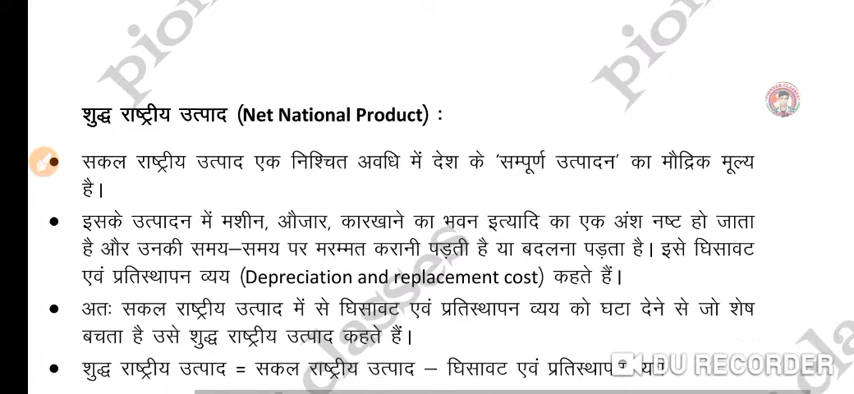 शुद्ध राष्ट्रीय उत्पाद (Net National Product) :
• सकल राष्ट्रीय उत्पाद एक निश्चित अवधि में देश के 'सम्पूर्ण उत्पादन' का मौद्रिक मूल्य
है।
• इसके उत्पादन में मशीन, औजार, कारखाने का भवन इत्यादि का एक अंश नष्ट हो जाता
है और उनकी समय–समय पर मरम्मत करानी पड़ती है या बदलना पड़ता है। इसे घिसावट
एवं प्रतिस्थापन व्यय (Depreciation and replacement cost) कहते हैं।
• अतः सकल राष्ट्रीय उत्पाद में से घिसावट एवं प्रतिस्थापन व्यय को घटा देने से जो शेष
बचता है उसे शुद्ध राष्ट्रीय उत्पाद कहते हैं।
• शुद्ध राष्ट्रीय उत्पाद = सकल राष्ट्रीय उत्पाद – घिसावट एवं
DU RECORDER